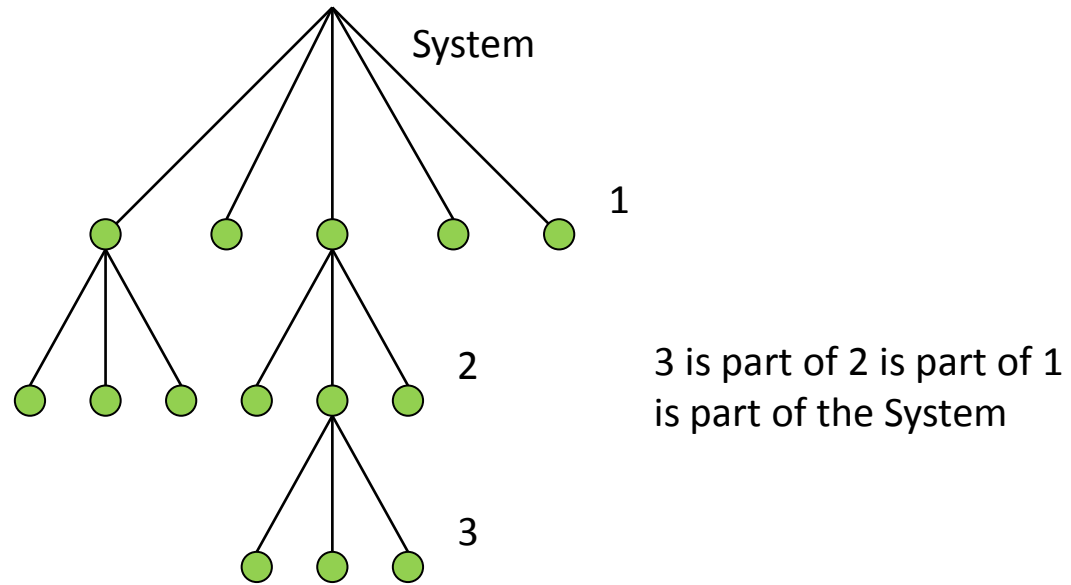 System
1
2
3 is part of 2 is part of 1
is part of the System
3